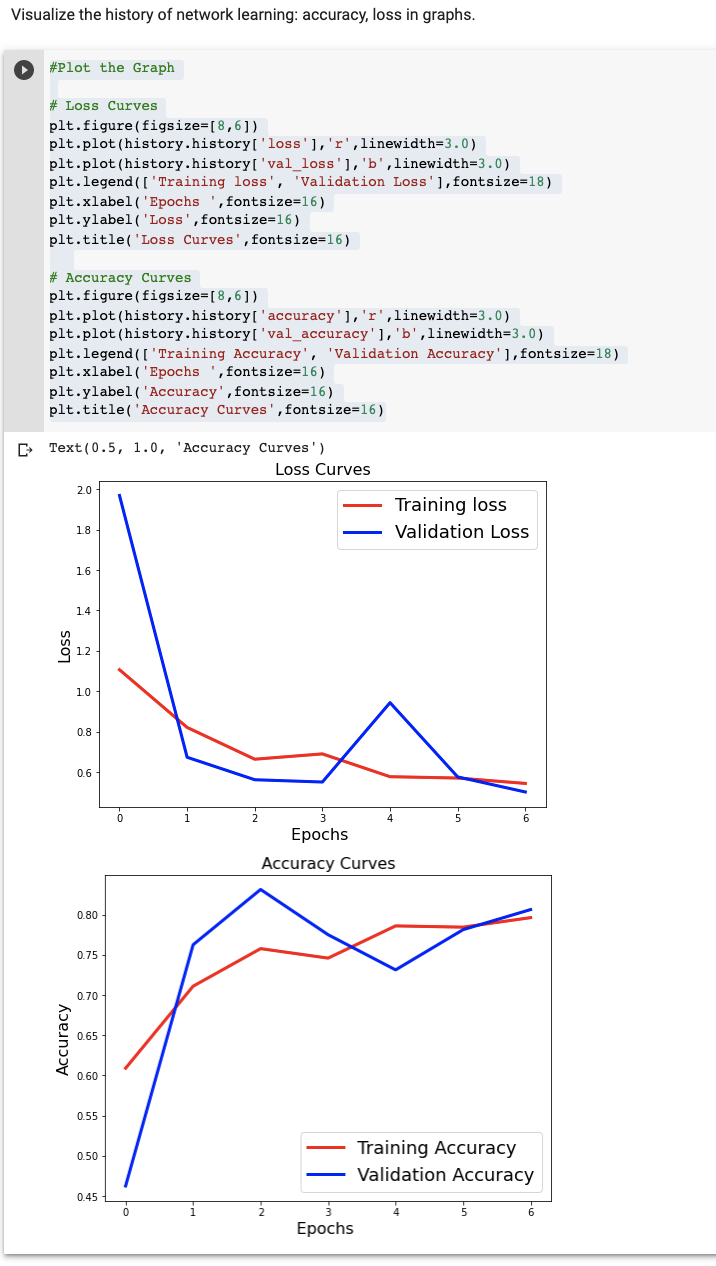 Visualize the history of network learning: accuracy, loss in graphs.
#Plot the Graph
# Loss Curves
plt.figure(figsize=[8,6])
plt.plot(history.history['loss'],'r',linewidth=3.0)
plt.plot(history.history['val_loss'],'b',linewidth=3.0)
plt.legend(['Training loss', 'Validation Loss'],fontsize=18)
plt.xlabel('Epochs ',fontsize=16)
plt.ylabel('Loss',fontsize=16)
plt.title('Loss Curves',fontsize=16)
# Accuracy Curves
plt.figure(figsize=[8,6])
plt.plot(history.history['accuracy'],'r',linewidth=3.0)
plt.plot(history.history['val_accuracy'],'b',linewidth=3.0)
plt.legend(['Training Accuracy', 'Validation Accuracy'],fontsize=18)
plt.xlabel('Epochs ',fontsize=16)
plt.ylabel('Accuracy',fontsize=16)
plt.title('Accuracy Curves',fontsize=16)
Text(0.5, 1.0, 'Accuracy Curves')
Loss Curves
Training loss
Validation Loss
2.0
1.8
1.6
1.4
1.2
1.0
0.8
0.6
Loss
0 1 2 3 4 5 6
Epochs
Accuracy Curves
0.80
0.75
0.70
0.65
0.60
0.55
0.50
0.45
Accuracy
Training Accuracy
Validation Accuracy
0 1 2 3 4 5 6
Epochs